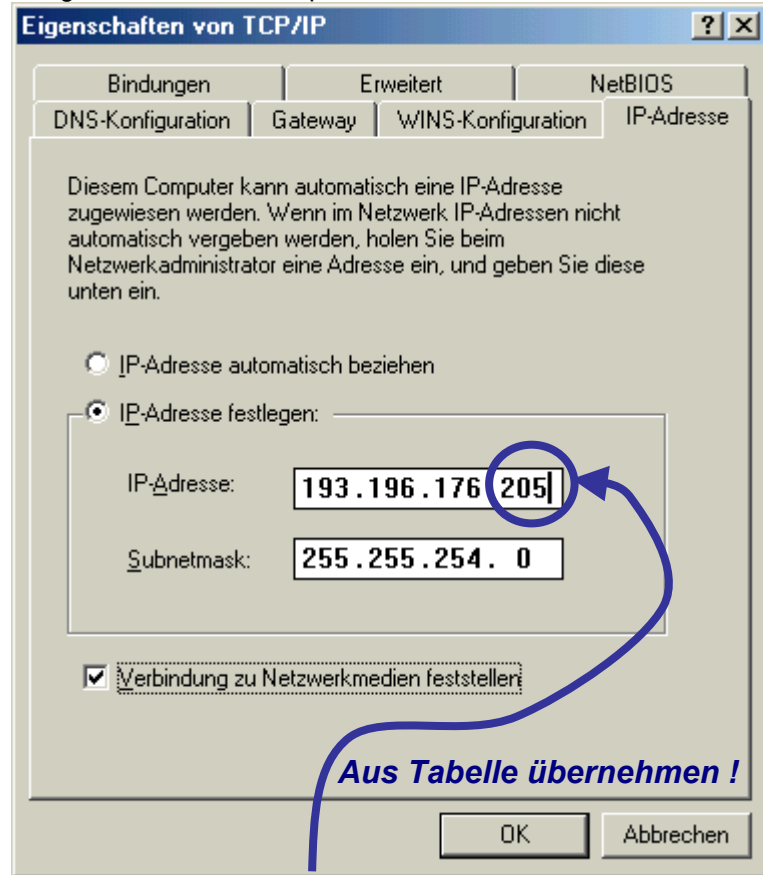 Eigenschaften von TCP/IP
Bindungen Erweitert NetBIOS
DNS-Konfiguration Gateway WINS-Konfiguration IP-Adresse
Diesem Computer kann automatisch eine IP-Adresse
zugewiesen werden. Wenn im Netzwerk IP-Adressen nicht
automatisch vergeben werden, holen Sie beim
Netzwerkadministrator eine Adresse ein, und geben Sie diese
unten ein.
IP-Adresse automatisch beziehen
IP-Adresse festlegen:
IP-Adresse: 193.196.176 205
Subnetmask: 255.255.254. 0
Verbindung zu Netzwerkmedien feststellen
Aus Tabelle übernehmen !
OK Abbrechen